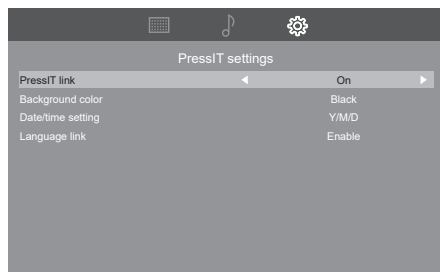 PressIT settings
PressIT link On
Background color Black
Date/time setting Y/M/D
Language link Enable